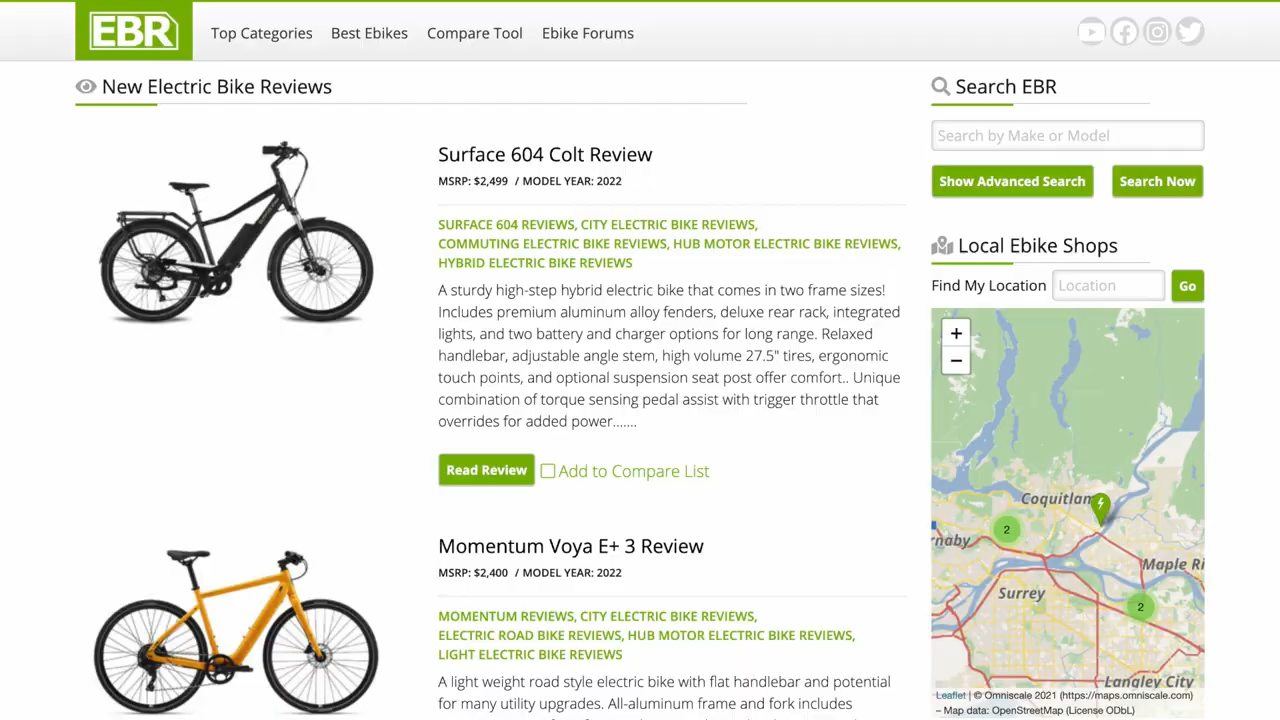 EBR
Top Categories
Best Ebikes
Compare Tool
Ebike Forums
New Electric Bike Reviews
Surface 604 Colt Review
MSRP: $2,499 / MODEL YEAR: 2022
SURFACE 604 REVIEWS, CITY ELECTRIC BIKE REVIEWS,
COMMUTING ELECTRIC BIKE REVIEWS, HUB MOTOR ELECTRIC BIKE REVIEWS,
HYBRID ELECTRIC BIKE REVIEWS
A sturdy high-step hybrid electric bike that comes in two frame sizes!
Includes premium aluminum alloy fenders, deluxe rear rack, integrated
lights, and two battery and charger options for long range. Relaxed
handlebar, adjustable angle stem, high volume 27.5" tires, ergonomic
touch points, and optional suspension seat post offer comfort.. Unique
combination of torque sensing pedal assist with trigger throttle that
overrides for added power.......
Read Review
Add to Compare List
Momentum Voya E+ 3 Review
MSRP: $2,400 / MODEL YEAR: 2022
MOMENTUM REVIEWS, CITY ELECTRIC BIKE REVIEWS,
ELECTRIC ROAD BIKE REVIEWS, HUB MOTOR ELECTRIC BIKE REVIEWS,
LIGHT ELECTRIC BIKE REVIEWS
A light weight road style electric bike with flat handlebar and potential
for many utility upgrades. All-aluminum frame and fork includes
Search EBR
Search by Make or Model
Show Advanced Search
Search Now
Local Ebike Shops
Find My Location
Location
Go
+
−
Coquitlam
2
rnaby
Maple Ri
Surrey
2
Langley City
Leaflet | © Omniscale 2021 (https://maps.omniscale.com)
– Map data: OpenStreetMap (License ODbL)